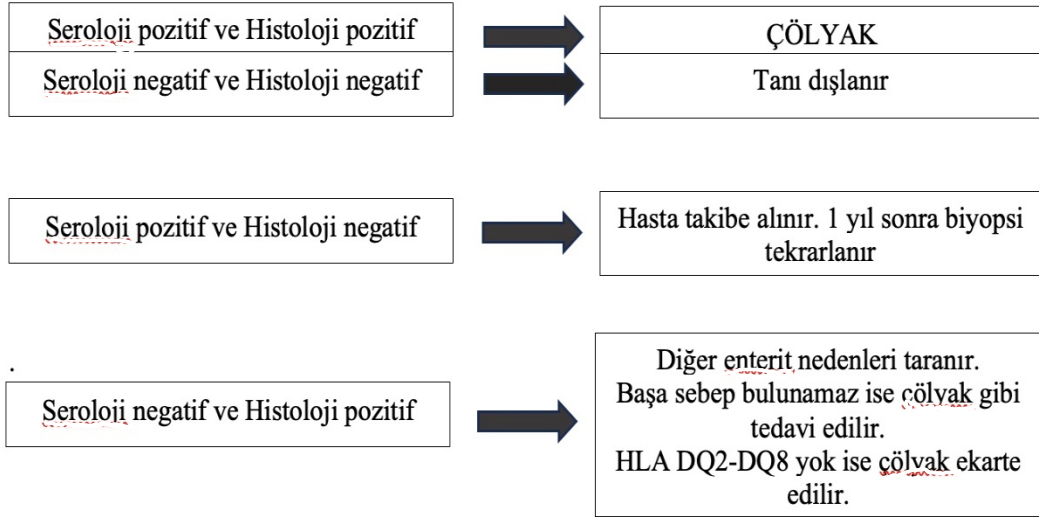 Seroloji pozitif ve Histoloji pozitif
ÇÖLYAK
Seroloji negatif ve Histoloji negatif
Tanı dışlanır
Seroloji pozitif ve Histoloji negatif
Hasta takibe alınır. 1 yıl sonra biyopsi
tekrarlanır
.
Seroloji negatif ve Histoloji pozitif
Diğer enterit nedenleri taranır.
Başa sebep bulunamaz ise çölyak gibi
tedavi edilir.
HLA DQ2-DQ8 yok ise çölyak ekarte
edilir.